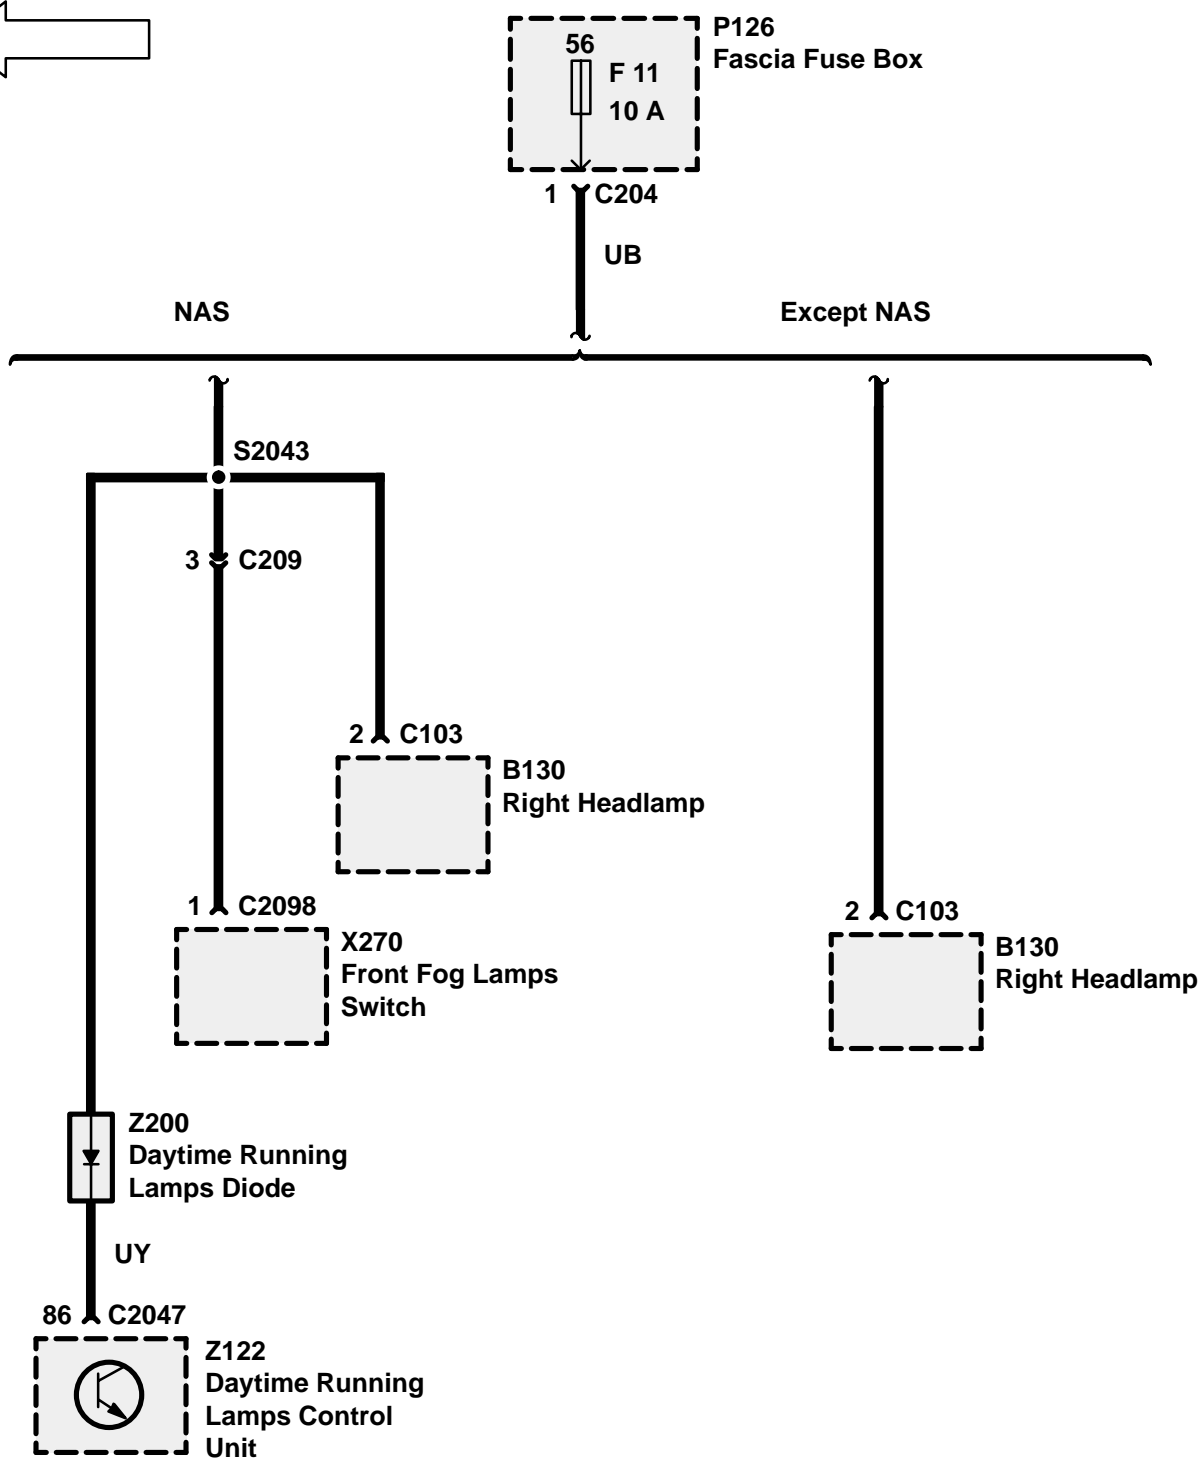 P126
Fascia Fuse Box
56
F 11
10 A
1
C204
UB
NAS
Except NAS
S2043
3
C209
2
C103
B130
Right Headlamp
1
C2098
X270
Front Fog Lamps
Switch
2
C103
B130
Right Headlamp
Z200
Daytime Running
Lamps Diode
UY
86
C2047
Z122
Daytime Running
Lamps Control
Unit